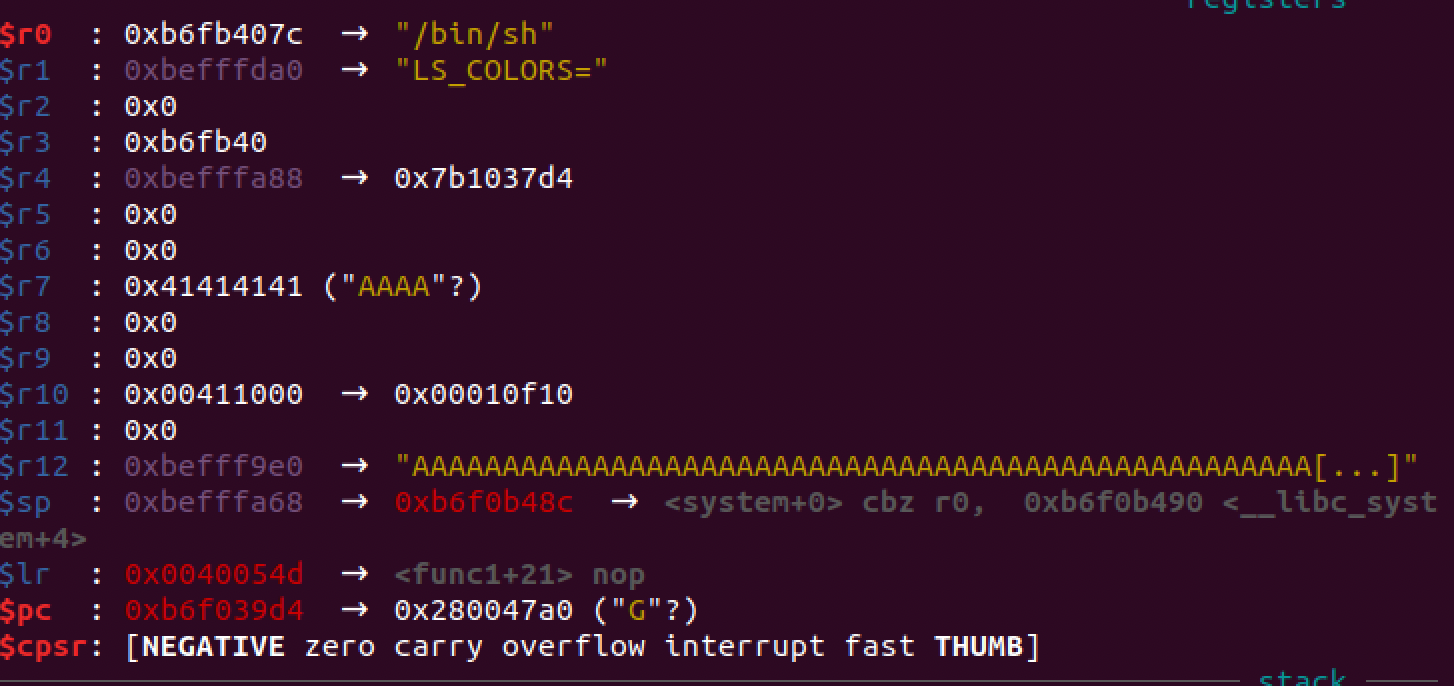 registers
$r0  : 0xb6fb407c  →  "/bin/sh"
$r1  : 0xbefffda0  →  "LS_COLORS="
$r2  : 0x0
$r3  : 0xb6fb40
$r4  : 0xbefffa88  →  0x7b1037d4
$r5  : 0x0
$r6  : 0x0
$r7  : 0x41414141 ("AAAA"?)
$r8  : 0x0
$r9  : 0x0
$r10 : 0x00411000  →  0x00010f10
$r11 : 0x0
$r12 : 0xbefff9e0  →  "AAAAAAAAAAAAAAAAAAAAAAAAAAAAAAAAAAAAAAAAAAAAAAAAAA[...]"
$sp  : 0xbefffa68  →  0xb6f0b48c  →  <system+0> cbz r0,  0xb6f0b490 <__libc_syst
em+4>
$lr  : 0x0040054d  →  <func1+21> nop
$pc  : 0xb6f039d4  →  0x280047a0 ("G"?)
$cpsr: [NEGATIVE zero carry overflow interrupt fast THUMB]
stack